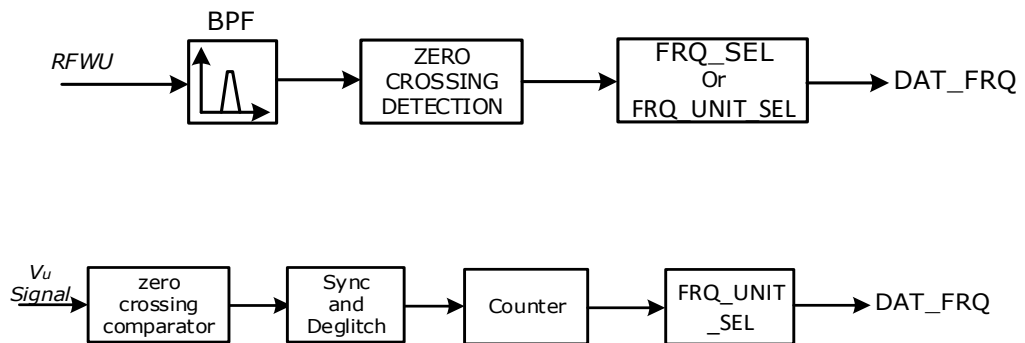 BPF
RFWU
ZERO
CROSSING
DETECTION
FRQ_SEL
Or
FRQ_UNIT_SEL
DAT_FRQ
Vu
Signal
zero
crossing
comparator
Sync
and
Deglitch
Counter
FRQ_UNIT
_SEL
DAT_FRQ